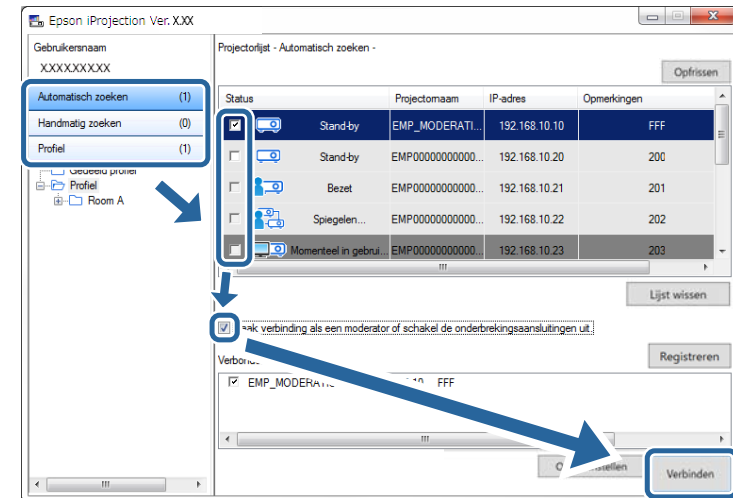 Epson iProjection Ver. X.XX
Gebruikersnaam
XXXXXXXXX
Automatisch zoeken (1)
Handmatig zoeken (0)
Profiel (1)
Gedeeld profiel
Profiel
Room A
Projectorlijst - Automatisch zoeken -
Opfrissen
Status Projectornaam IP-adres Opmerkingen
Stand-by EMP_MODERATI... 192.168.10.10 FFF
Stand-by EMP00000000000... 192.168.10.20 200
Bezet EMP00000000000... 192.168.10.21 201
Spiegelen... EMP00000000000... 192.168.10.22 202
Momenteel in gebrui... EMP00000000000... 192.168.10.23 203
Lijst wissen
verbinding als een moderator of schakel de onderbrekingsaansluitingen uit.
Registreren
EMP_MODERATI FFF
Verbinden